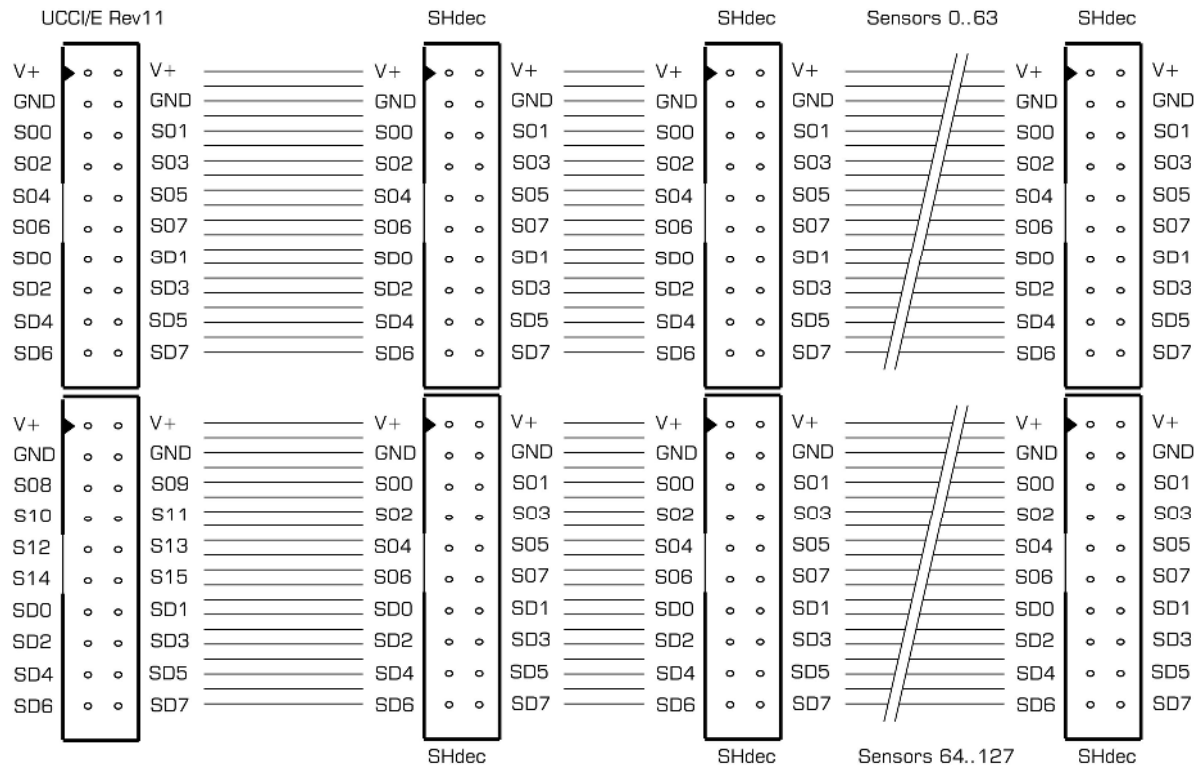 UCCI/E Rev11 SHdec SHdec Sensors 0..63 SHdec
V+ V+ V+ V+ V+ V+ V+ V+
GND GND GND GND GND GND GND GND
S00 S01 S00 S01 S00 S01 S00 S01
S02 S03 S02 S03 S02 S03 S02 S03
S04 S05 S04 S05 S04 S05 S04 S05
S06 S07 S06 S07 S06 S07 S06 S07
SD0 SD1 SD0 SD1 SD0 SD1 SD0 SD1
SD2 SD3 SD2 SD3 SD2 SD3 SD2 SD3
SD4 SD5 SD4 SD5 SD4 SD5 SD4 SD5
SD6 SD7 SD6 SD7 SD6 SD7 SD6 SD7
V+ V+ V+ V+ V+ V+ V+ V+
GND GND GND GND GND GND GND GND
S08 S09 S00 S01 S00 S01 S00 S01
S10 S11 S02 S03 S02 S03 S02 S03
S12 S13 S04 S05 S04 S05 S04 S05
S14 S15 S06 S07 S06 S07 S06 S07
SD0 SD1 SD0 SD1 SD0 SD1 SD0 SD1
SD2 SD3 SD2 SD3 SD2 SD3 SD2 SD3
SD4 SD5 SD4 SD5 SD4 SD5 SD4 SD5
SD6 SD7 SD6 SD7 SD6 SD7 SD6 SD7
SHdec SHdec Sensors 64..127 SHdec